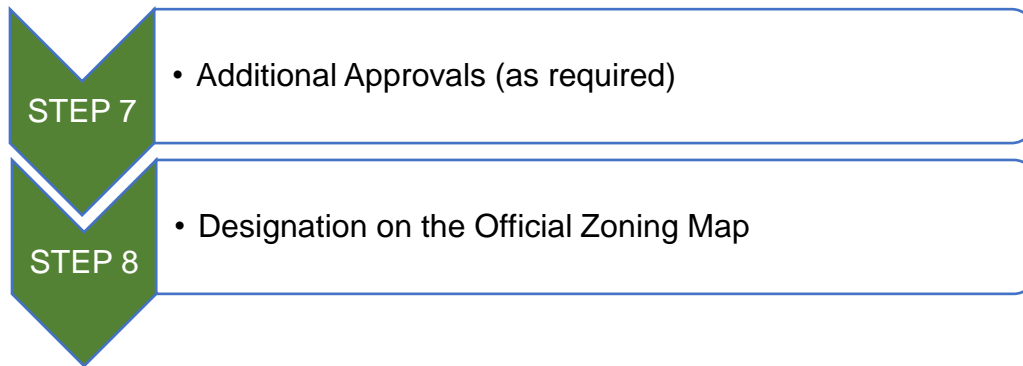 STEP 7
• Additional Approvals (as required)
STEP 8
• Designation on the Official Zoning Map